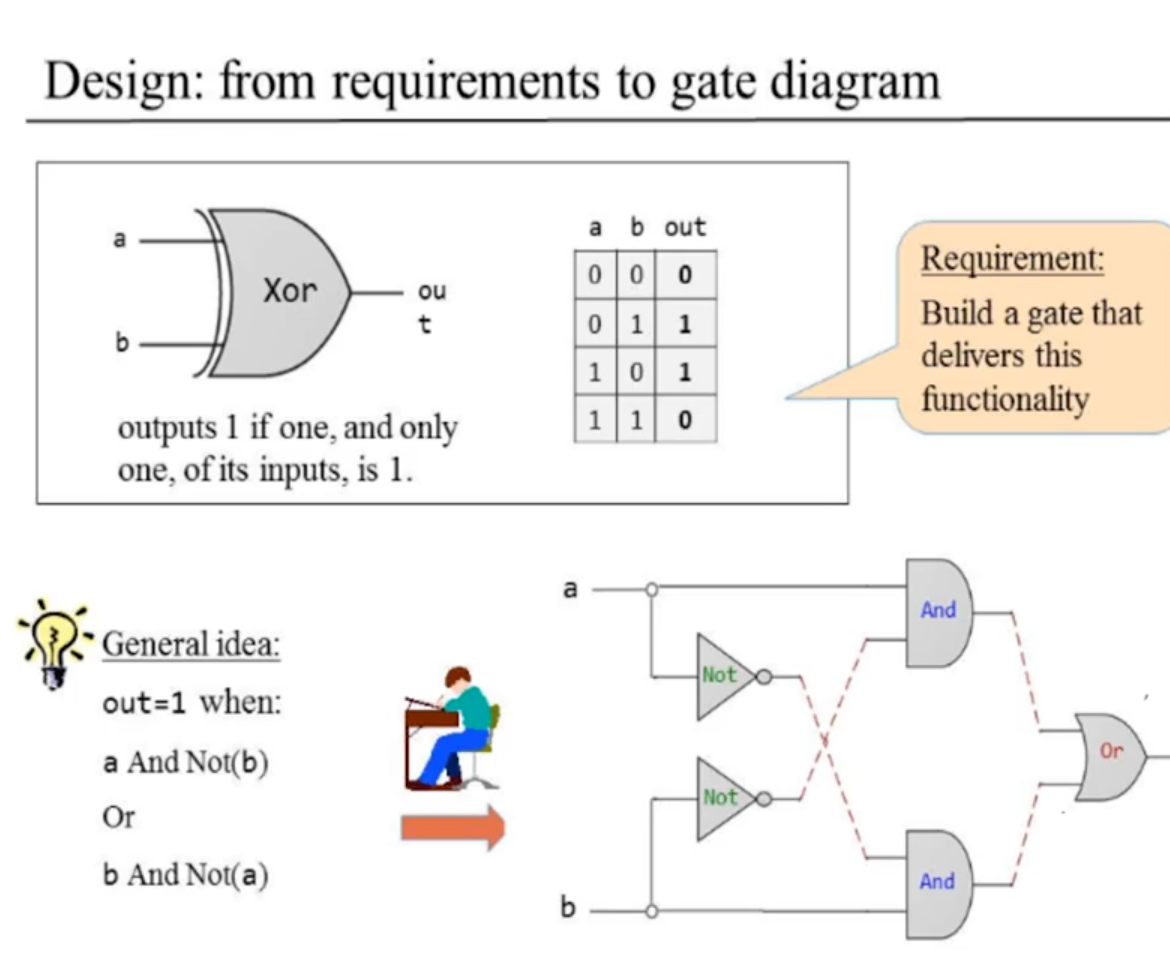 Design: from requirements to gate diagram
a
b
Xor
ou
t
outputs 1 if one, and only
one, of its inputs, is 1.
a b out
0 0 0
0 1 1
1 0 1
1 1 0
Requirement:
Build a gate that
delivers this
functionality
General idea:
out=1 when:
a And Not(b)
Or
b And Not(a)
a
And
Not
Or
Not
And
b